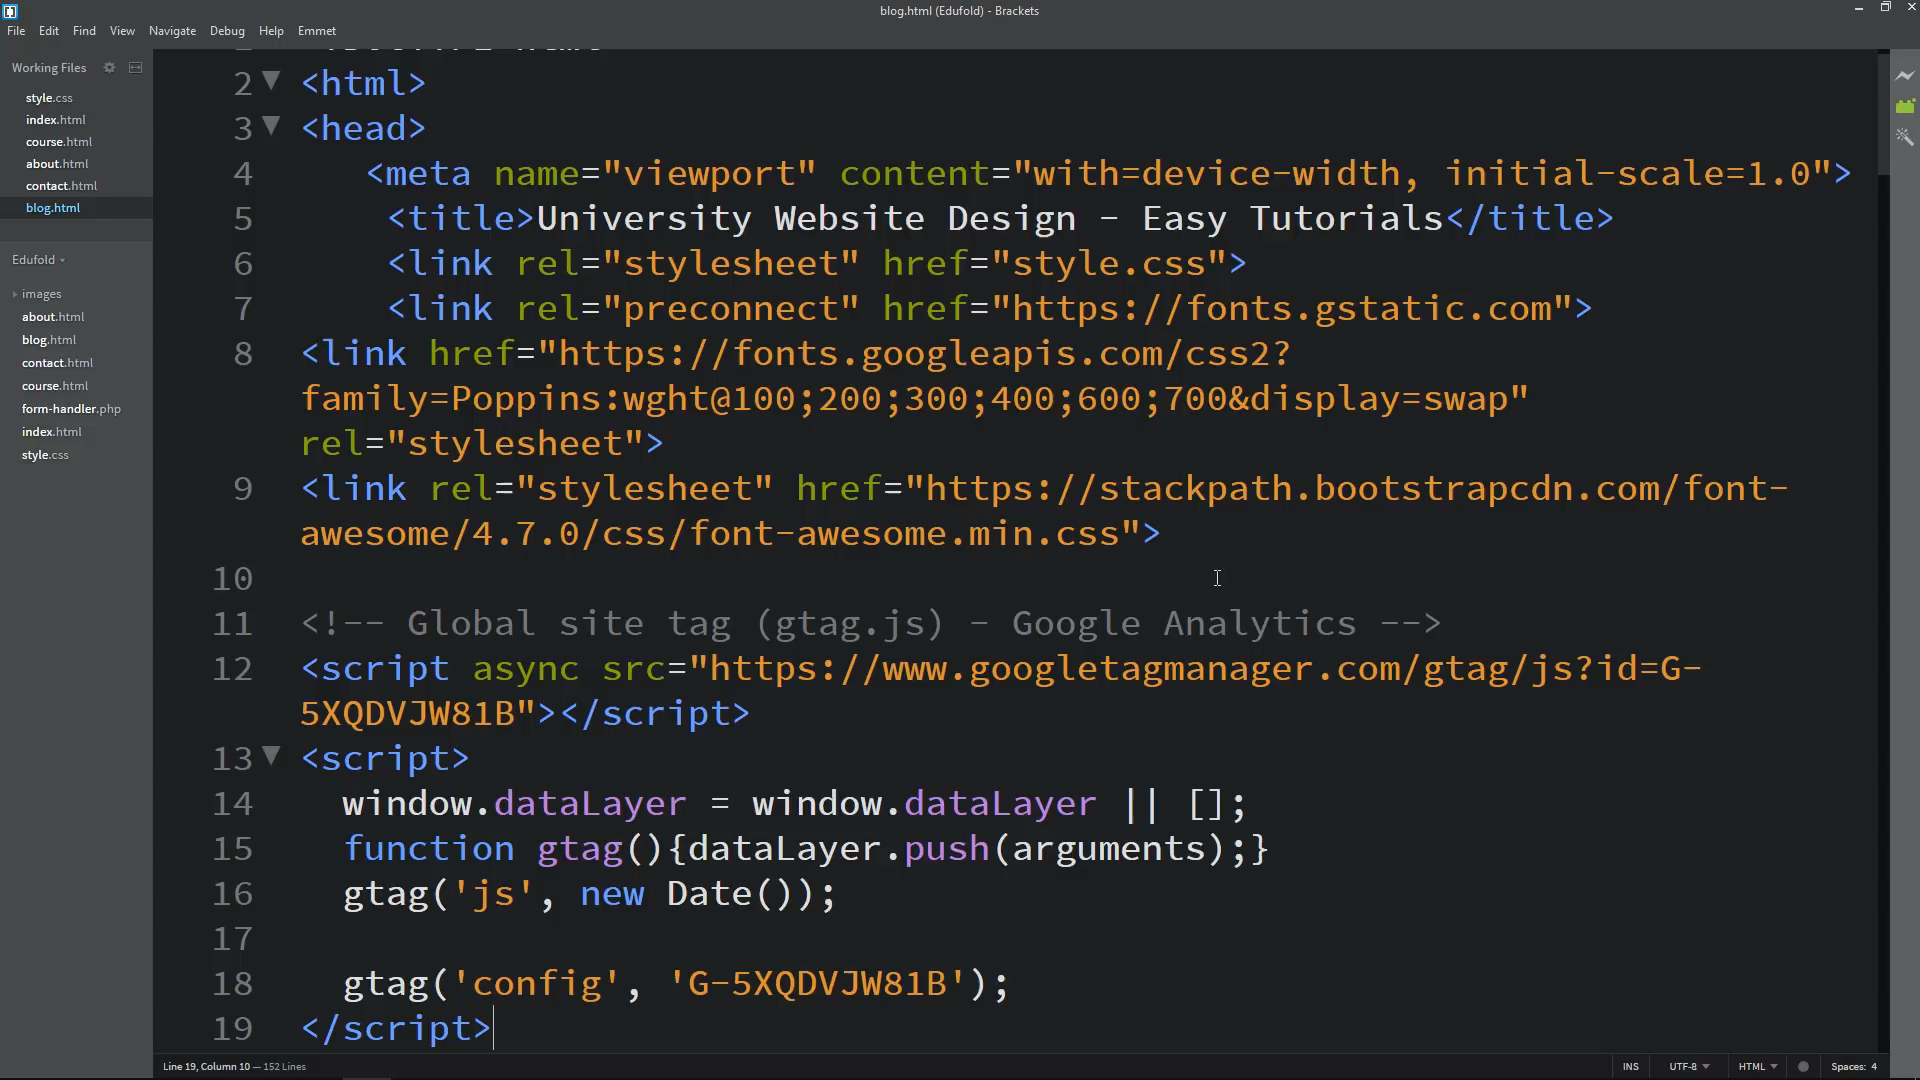 blog.html (Edufold) - Brackets
File Edit Find View Navigate Debug Help Emmet
Working Files
style.css
index.html
course.html
about.html
contact.html
blog.html
Edufold
images
about.html
blog.html
contact.html
course.html
form-handler.php
index.html
style.css
2 <html>
3 <head>
4 <meta name="viewport" content="with=device-width, initial-scale=1.0">
5 <title>University Website Design - Easy Tutorials</title>
6 <link rel="stylesheet" href="style.css">
7 <link rel="preconnect" href="https://fonts.gstatic.com">
8 <link href="https://fonts.googleapis.com/css2?
family=Poppins:wght@100;200;300;400;600;700&display=swap"
rel="stylesheet">
9 <link rel="stylesheet" href="https://stackpath.bootstrapcdn.com/font-
awesome/4.7.0/css/font-awesome.min.css">
10
11 <!-- Global site tag (gtag.js) - Google Analytics -->
12 <script async src="https://www.googletagmanager.com/gtag/js?id=G-
5XQDVJW81B"></script>
13 <script>
14 window.dataLayer = window.dataLayer || [];
15 function gtag(){dataLayer.push(arguments);}
16 gtag('js', new Date());
17
18 gtag('config', 'G-5XQDVJW81B');
19 </script>
Line 19, Column 10 — 152 Lines
INS UTF-8 HTML Spaces: 4